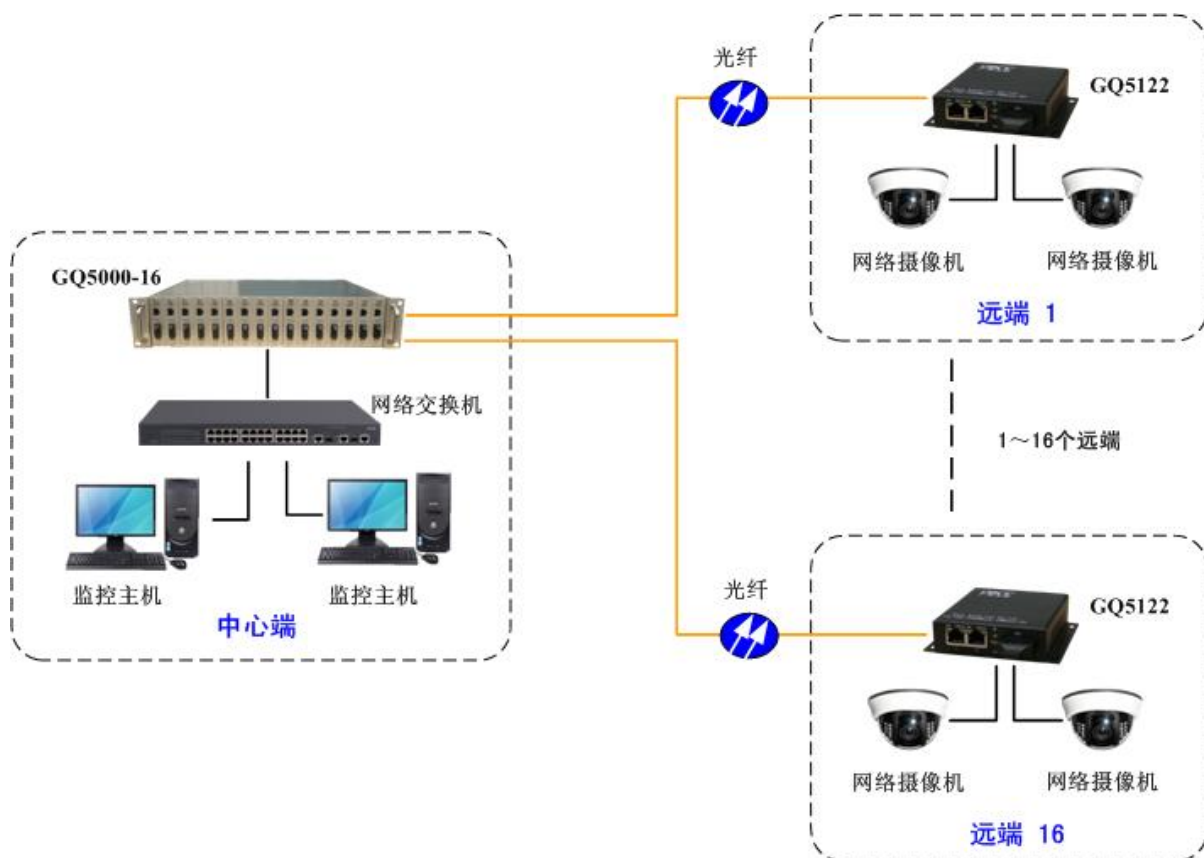 光纤
GQ5122
网络摄像机
网络摄像机
远端 1
GQ5000-16
网络交换机
监控主机
监控主机
中心端
1～16个远端
光纤
GQ5122
网络摄像机
网络摄像机
远端 16